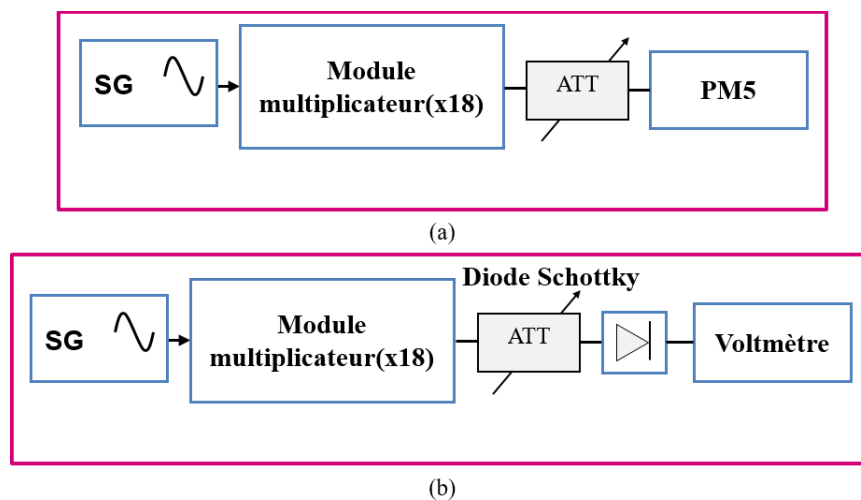 SG
Module
multiplicateur(x18)
ATT
PM5
(a)
Diode Schottky
SG
Module
multiplicateur(x18)
ATT
Voltmètre
(b)